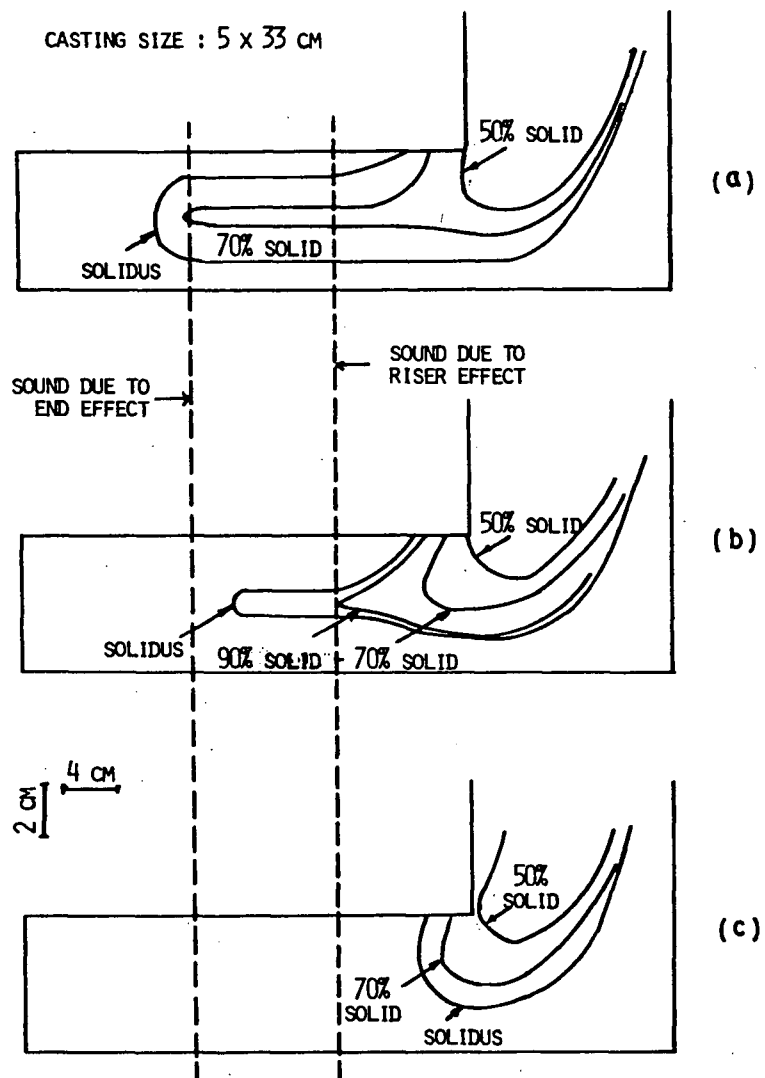 CASTING SIZE : 5 X 33 CM
50% SOLID
(a)
70% SOLID
SOLIDUS
SOUND DUE TO
RISER EFFECT
SOUND DUE TO
END EFFECT
50% SOLID
(b)
SOLIDUS
90% SOLID
70% SOLID
4 CM
2 CM
50%
SOLID
(c)
70%
SOLID
SOLIDUS